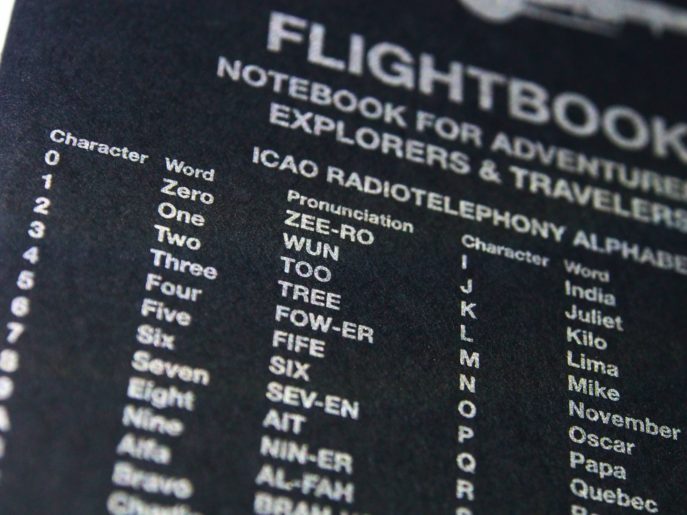 FLIGHTBOOK
NOTEBOOK FOR ADVENTURERS
EXPLORERS & TRAVELERS
ICAO RADIOTELEPHONY ALPHABE
Character Word Pronunciation
0 Zero ZEE-RO
1 One WUN
2 Two TOO
3 Three TREE
4 Four FOW-ER
5 Five FIFE
6 Six SIX
7 Seven SEV-EN
8 Eight AIT
9 Nine NIN-ER
A Alfa AL-FAH
Bravo
Charlie
Character Word
I India
J Juliet
K Kilo
L Lima
M Mike
N November
O Oscar
P Papa
Q Quebec
R